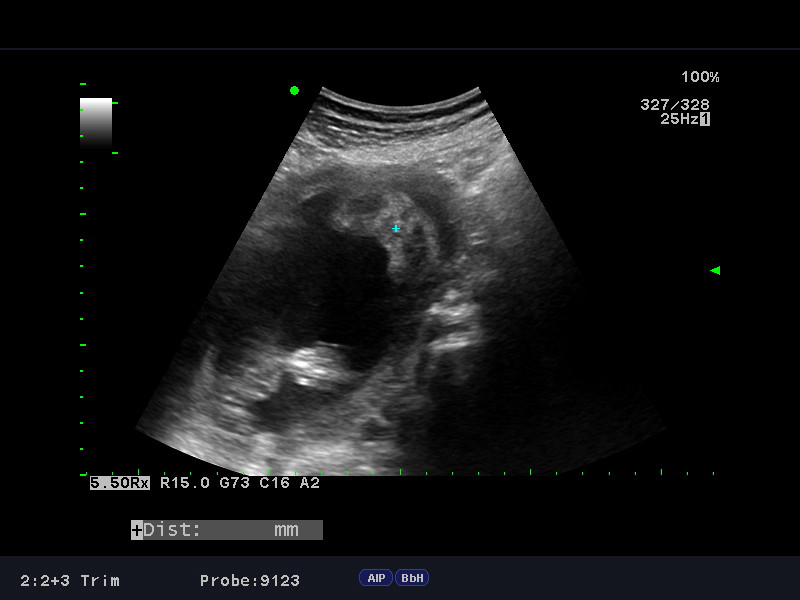 100%
327/328
25Hz1
5.50Rx R15.0 G73 C16 A2
+Dist: mm
2:2+3 Trim Probe:9123 AIP BbH